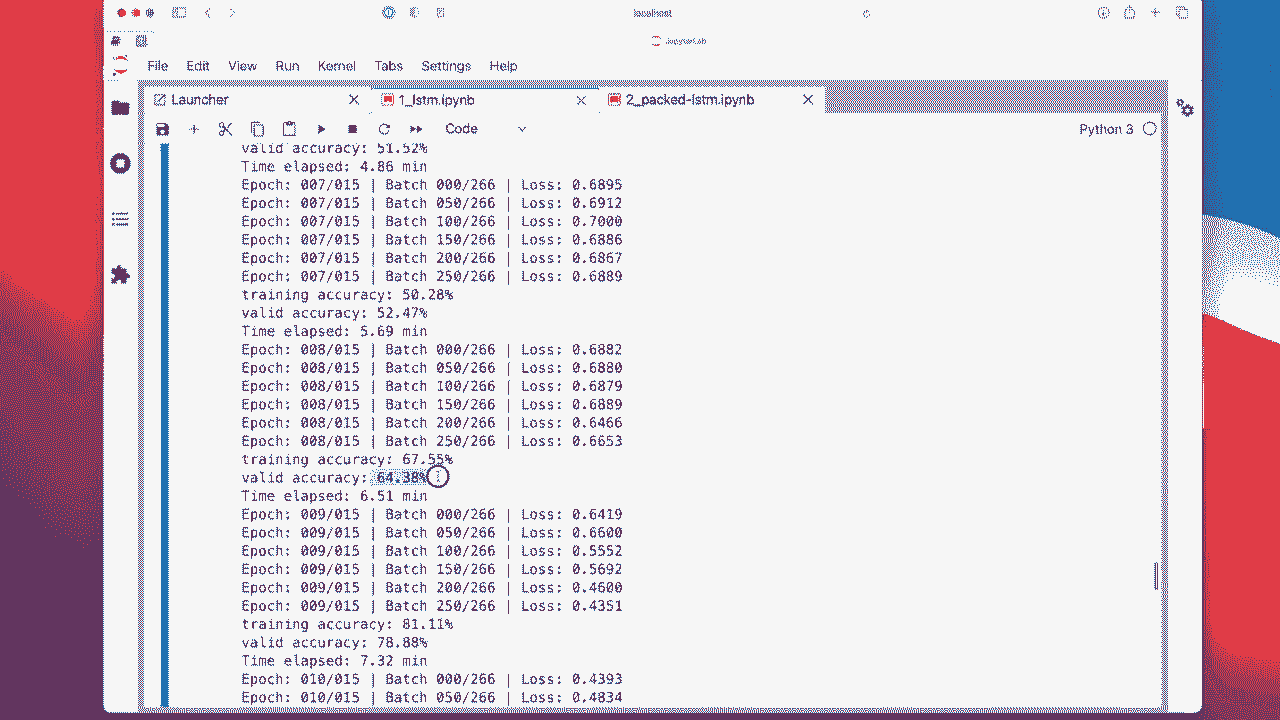 localhost
JupyterLab
File Edit View Run Kernel Tabs Settings Help
Launcher 1_lstm.ipynb 2_packed-lstm.ipynb
Code Python 3
valid accuracy: 51.52%
Time elapsed: 4.86 min
Epoch: 007/015 | Batch 000/266 | Loss: 0.6895
Epoch: 007/015 | Batch 050/266 | Loss: 0.6912
Epoch: 007/015 | Batch 100/266 | Loss: 0.7000
Epoch: 007/015 | Batch 150/266 | Loss: 0.6886
Epoch: 007/015 | Batch 200/266 | Loss: 0.6867
Epoch: 007/015 | Batch 250/266 | Loss: 0.6889
training accuracy: 50.28%
valid accuracy: 52.47%
Time elapsed: 5.69 min
Epoch: 008/015 | Batch 000/266 | Loss: 0.6882
Epoch: 008/015 | Batch 050/266 | Loss: 0.6880
Epoch: 008/015 | Batch 100/266 | Loss: 0.6879
Epoch: 008/015 | Batch 150/266 | Loss: 0.6889
Epoch: 008/015 | Batch 200/266 | Loss: 0.6466
Epoch: 008/015 | Batch 250/266 | Loss: 0.6653
training accuracy: 67.55%
valid accuracy: 64.38%
Time elapsed: 6.51 min
Epoch: 009/015 | Batch 000/266 | Loss: 0.6419
Epoch: 009/015 | Batch 050/266 | Loss: 0.6600
Epoch: 009/015 | Batch 100/266 | Loss: 0.5552
Epoch: 009/015 | Batch 150/266 | Loss: 0.5692
Epoch: 009/015 | Batch 200/266 | Loss: 0.4600
Epoch: 009/015 | Batch 250/266 | Loss: 0.4351
training accuracy: 81.11%
valid accuracy: 78.88%
Time elapsed: 7.32 min
Epoch: 010/015 | Batch 000/266 | Loss: 0.4393
Epoch: 010/015 | Batch 050/266 | Loss: 0.4834